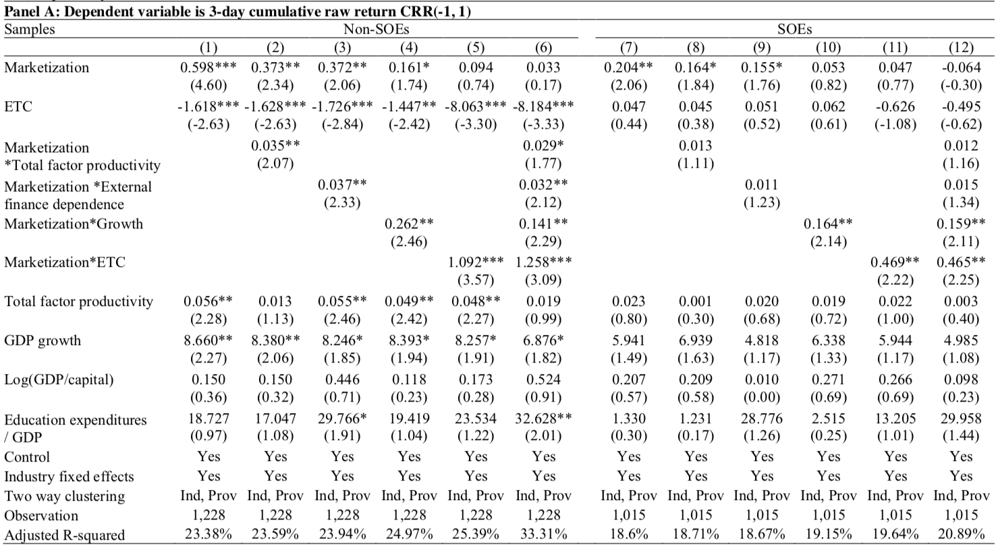 Panel A: Dependent variable is 3-day cumulative raw return CRR(-1, 1)
Samples Non-SOEs SOEs
(1) (2) (3) (4) (5) (6) (7) (8) (9) (10) (11) (12)
Marketization 0.598*** 0.373** 0.372** 0.161* 0.094 0.033 0.204** 0.164* 0.155* 0.053 0.047 -0.064
(4.60) (2.34) (2.06) (1.74) (0.74) (0.17) (2.06) (1.84) (1.76) (0.82) (0.77) (-0.30)
ETC -1.618*** -1.628*** -1.726*** -1.447** -8.063*** -8.184*** 0.047 0.045 0.051 0.062 -0.626 -0.495
(-2.63) (-2.63) (-2.84) (-2.42) (-3.30) (-3.33) (0.44) (0.38) (0.52) (0.61) (-1.08) (-0.62)
Marketization 0.035** 0.029* 0.013 0.012
*Total factor productivity (2.07) (1.77) (1.11) (1.16)
Marketization *External 0.037** 0.032** 0.011 0.015
finance dependence (2.33) (2.12) (1.23) (1.34)
Marketization*Growth 0.262** 0.141** 0.164** 0.159**
(2.46) (2.29) (2.14) (2.11)
Marketization*ETC 1.092*** 1.258*** 0.469** 0.465**
(3.57) (3.09) (2.22) (2.25)
Total factor productivity 0.056** 0.013 0.055** 0.049** 0.048** 0.019 0.023 0.001 0.020 0.019 0.022 0.003
(2.28) (1.13) (2.46) (2.42) (2.27) (0.99) (0.80) (0.30) (0.68) (0.72) (1.00) (0.40)
GDP growth 8.660** 8.380** 8.246* 8.393* 8.257* 6.876* 5.941 6.939 4.818 6.338 5.944 4.985
(2.27) (2.06) (1.85) (1.94) (1.91) (1.82) (1.49) (1.63) (1.17) (1.33) (1.17) (1.08)
Log(GDP/capital) 0.150 0.150 0.446 0.118 0.173 0.524 0.207 0.209 0.010 0.271 0.266 0.098
(0.36) (0.32) (0.71) (0.23) (0.28) (0.91) (0.57) (0.58) (0.00) (0.69) (0.69) (0.23)
Education expenditures 18.727 17.047 29.766* 19.419 23.534 32.628** 1.330 1.231 28.776 2.515 13.205 29.958
/ GDP (0.97) (1.08) (1.91) (1.04) (1.22) (2.01) (0.30) (0.17) (1.26) (0.25) (1.01) (1.44)
Control Yes Yes Yes Yes Yes Yes Yes Yes Yes Yes Yes Yes
Industry fixed effects Yes Yes Yes Yes Yes Yes Yes Yes Yes Yes Yes Yes
Two way clustering Ind, Prov Ind, Prov Ind, Prov Ind, Prov Ind, Prov Ind, Prov Ind, Prov Ind, Prov Ind, Prov Ind, Prov Ind, Prov Ind, Prov
Observation 1,228 1,228 1,228 1,228 1,228 1,228 1,015 1,015 1,015 1,015 1,015 1,015
Adjusted R-squared 23.38% 23.59% 23.94% 24.97% 25.39% 33.31% 18.6% 18.71% 18.67% 19.15% 19.64% 20.89%